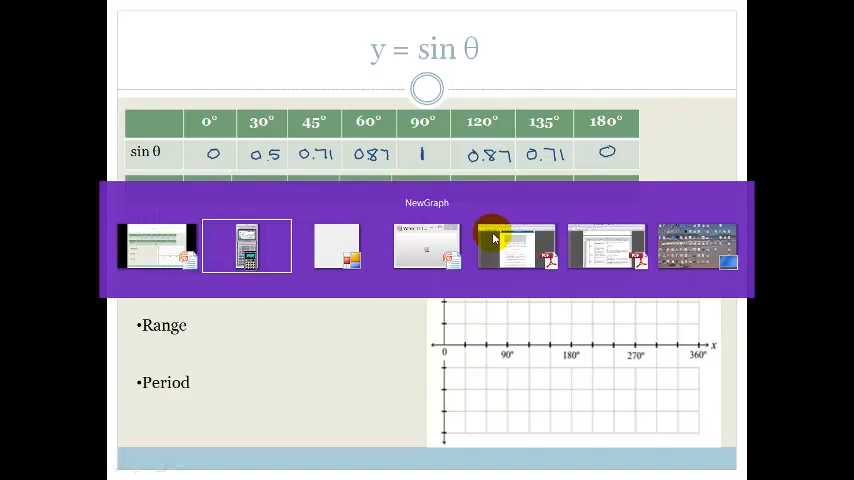 y = sin θ
0° 30° 45° 60° 90° 120° 135° 180°
sin θ 0 0.5 0.71 0.87 1 0.87 0.71 0
NewGraph
•Range
•Period
0 90° 180° 270° 360° x